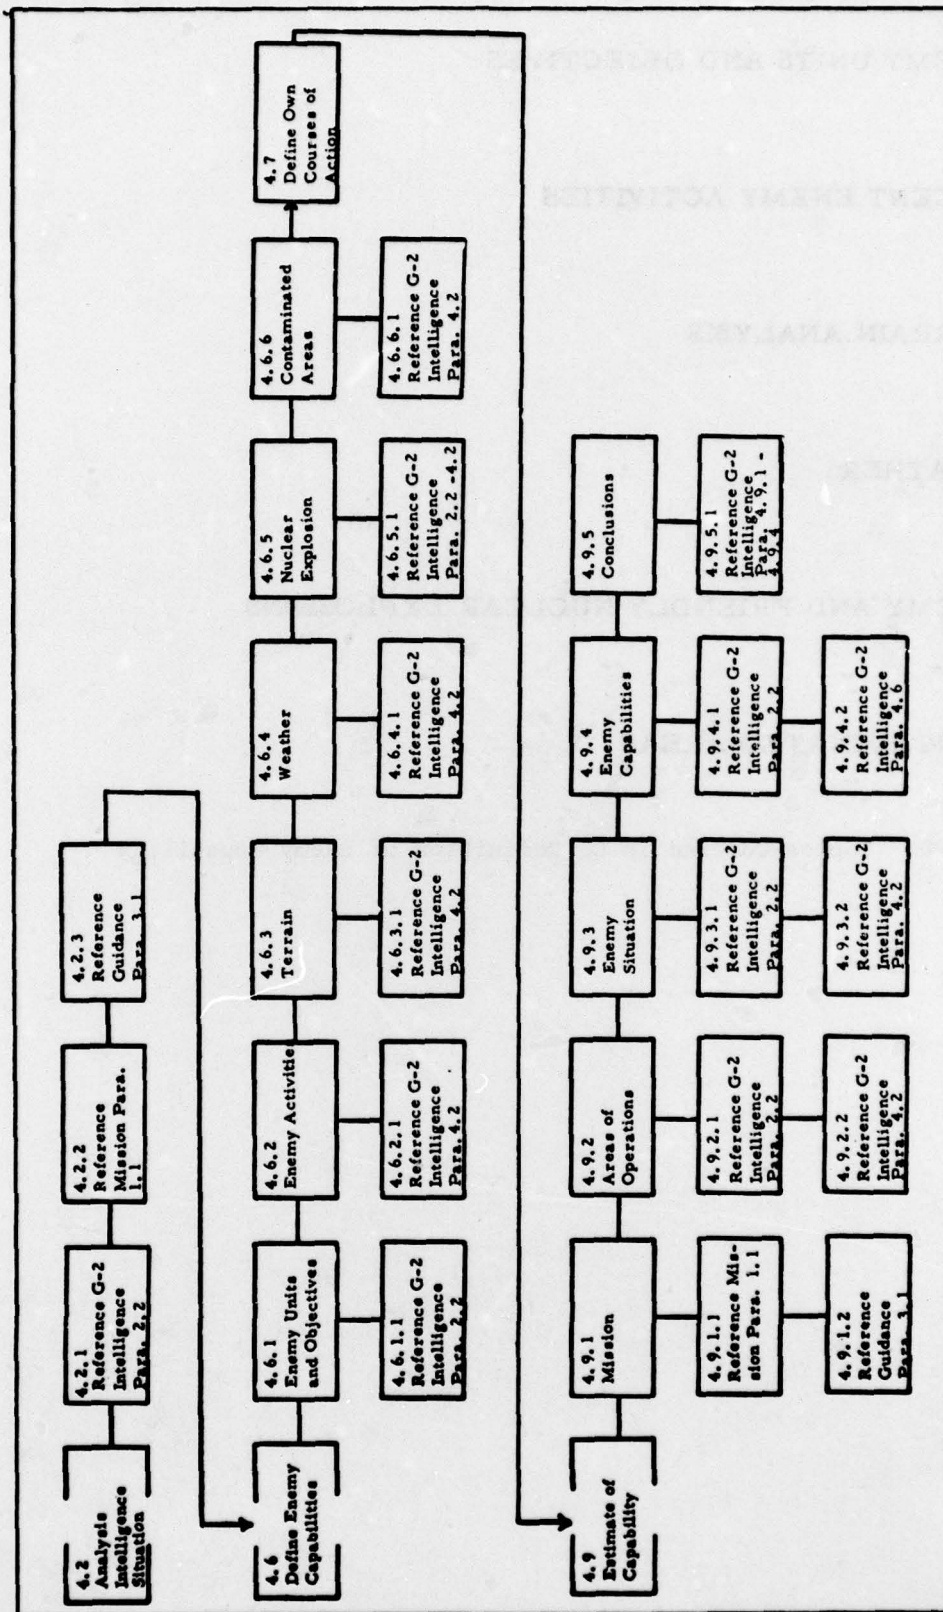 4.2
Analysis
Intelligence
Situation
4.2.1
Reference G-2
Intelligence
Para. 2.2
4.2.2
Reference
Mission Para.
1.1
4.2.3
Reference
Guidance
Para. 3.1
4.6
Define Enemy
Capabilities
4.6.1
Enemy Units
and Objectives
4.6.1.1
Reference G-2
Intelligence
Para. 2.2
4.6.2
Enemy Activities
4.6.2.1
Reference G-2
Intelligence
Para. 4.2
4.6.3
Terrain
4.6.3.1
Reference G-2
Intelligence
Para. 4.2
4.6.4
Weather
4.6.4.1
Reference G-2
Intelligence
Para. 4.2
4.6.5
Nuclear
Explosion
4.6.5.1
Reference G-2
Intelligence
Para. 2.2 -4.2
4.6.6
Contaminated
Areas
4.6.6.1
Reference G-2
Intelligence
Para. 4.2
4.7
Define Own
Courses of
Action
4.9
Estimate of
Capability
4.9.1
Mission
4.9.1.1
Reference Mis-
sion Para. 1.1
4.9.1.2
Reference
Guidance
Para. 3.1
4.9.2
Areas of
Operations
4.9.2.1
Reference G-2
Intelligence
Para. 2.2
4.9.2.2
Reference G-2
Intelligence
Para. 4.2
4.9.3
Enemy
Situation
4.9.3.1
Reference G-2
Intelligence
Para. 2.2
4.9.3.2
Reference G-2
Intelligence
Para. 4.2
4.9.4
Enemy
Capabilities
4.9.4.1
Reference G-2
Intelligence
Para. 2.2
4.9.4.2
Reference G-2
Intelligence
Para. 4.6
4.9.5
Conclusions
4.9.5.1
Reference G-2
Intelligence
Para. 4.9.1 -
4.9.4